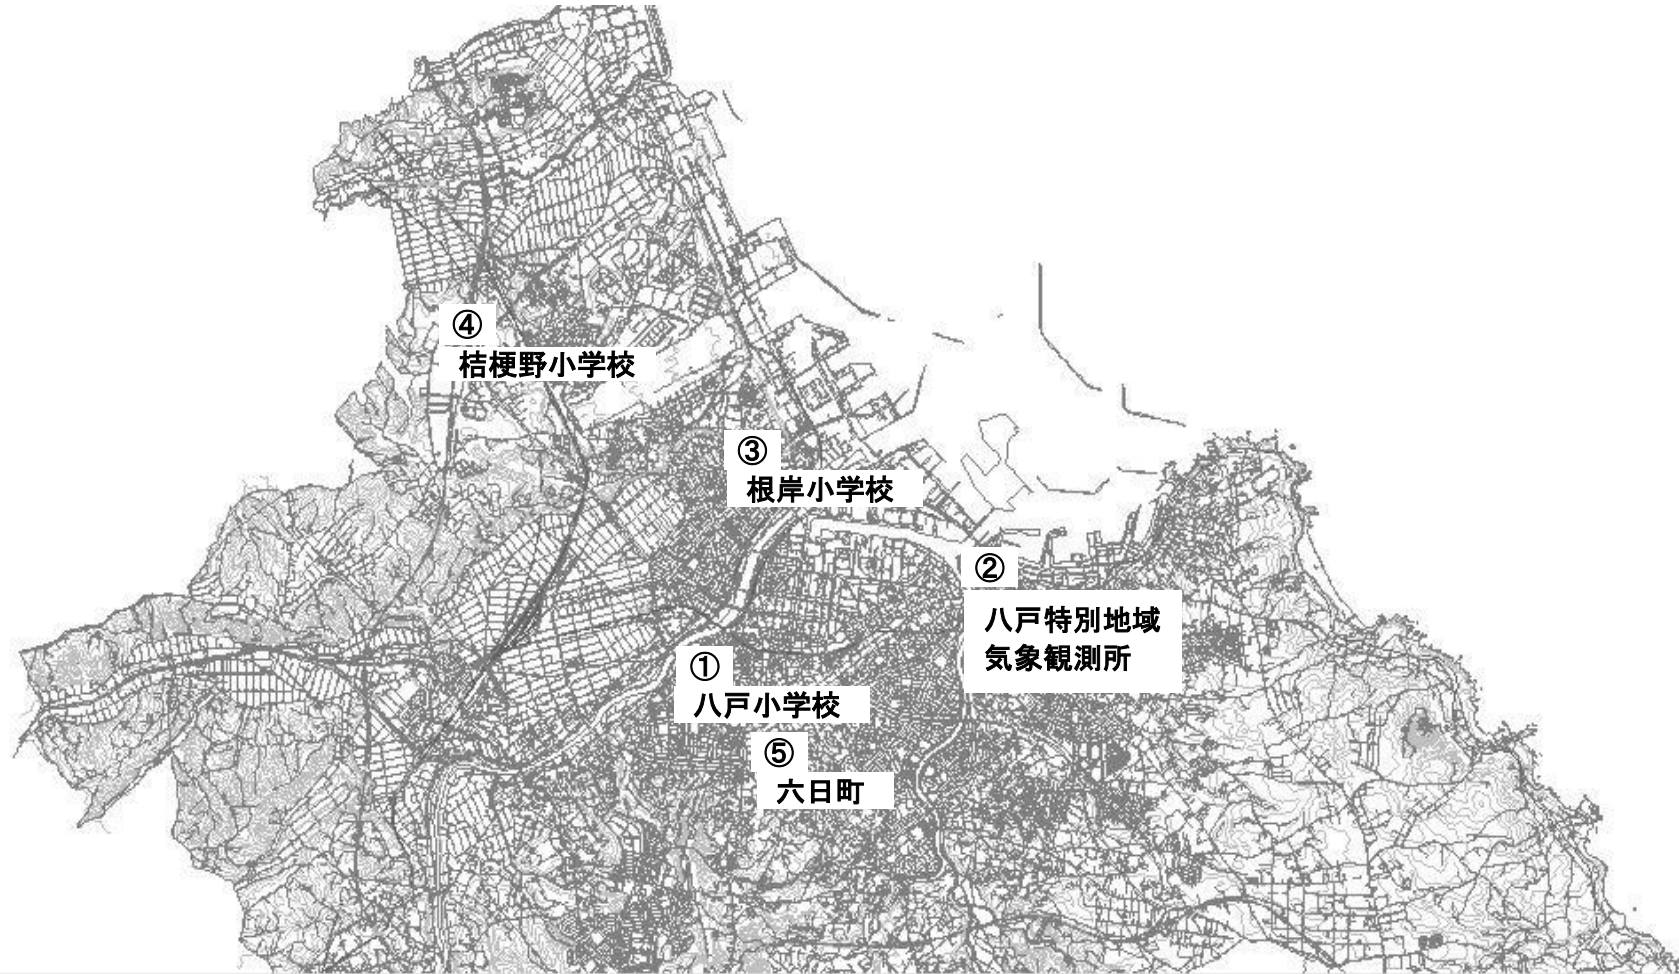 ④
桔梗野小学校
③
根岸小学校
②
八戸特別地域
気象観測所
①
八戸小学校
⑤
六日町